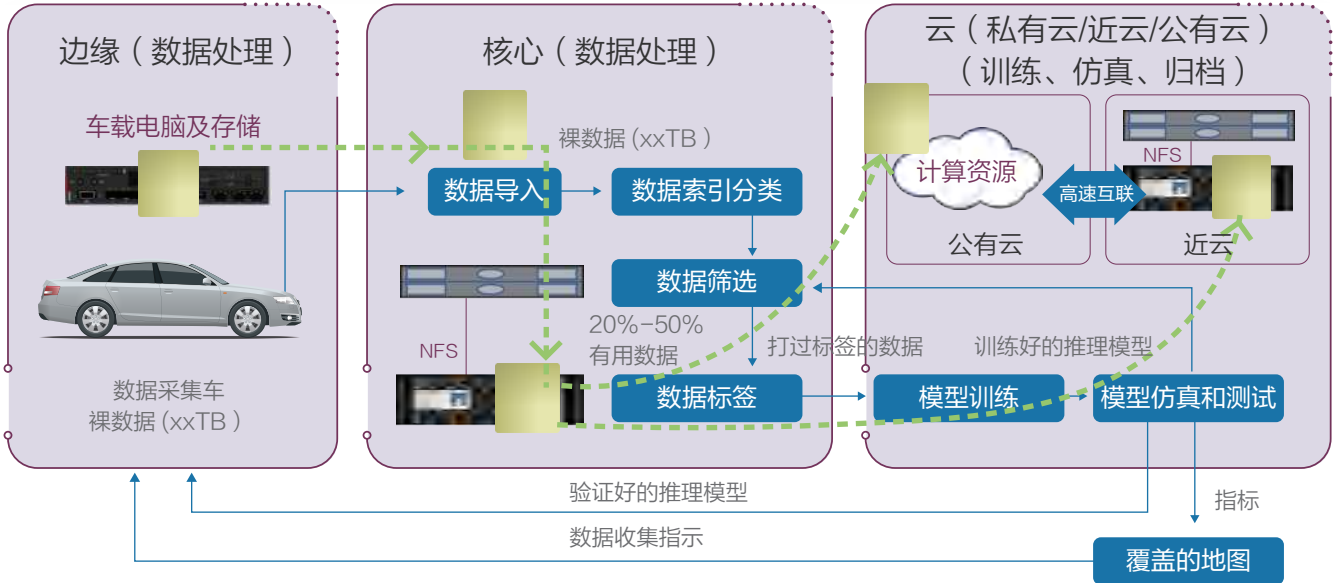 边缘（数据处理）
车载电脑及存储
数据采集车
裸数据 (xxTB )
核心（数据处理）
裸数据 (xxTB )
数据导入
数据索引分类
数据筛选
20%-50%
有用数据
NFS
打过标签的数据
数据标签
云（私有云/近云/公有云）
（训练、仿真、归档）
计算资源
公有云
高速互联
NFS
近云
训练好的推理模型
模型训练
模型仿真和测试
验证好的推理模型
指标
数据收集指示
覆盖的地图